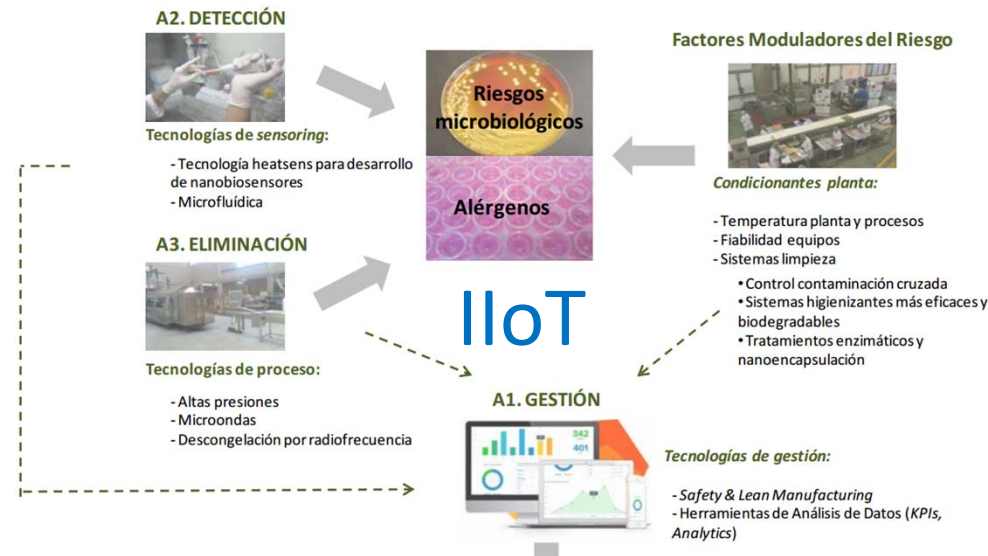 A2. DETECCIÓN
Tecnologías de sensoring:
- Tecnología heatsens para desarrollo
de nanobiosensores
- Microfluídica
A3. ELIMINACIÓN
Tecnologías de proceso:
- Altas presiones
- Microondas
- Descongelación por radiofrecuencia
Riesgos
microbiológicos
Alérgenos
IIoT
Factores Moduladores del Riesgo
Condicionantes planta:
- Temperatura planta y procesos
- Fiabilidad equipos
- Sistemas limpieza
• Control contaminación cruzada
• Sistemas higienizantes más eficaces y
biodegradables
• Tratamientos enzimáticos y
nanoencapsulación
A1. GESTIÓN
342
401
Tecnologías de gestión:
- Safety & Lean Manufacturing
- Herramientas de Análisis de Datos (KPIs,
Analytics)